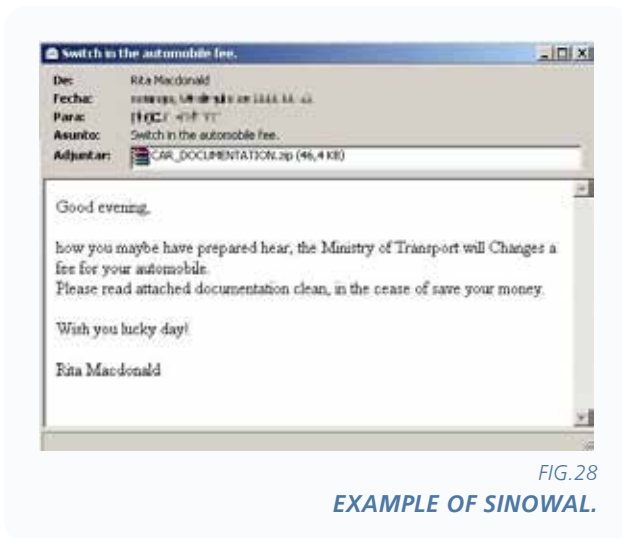 Switch in the automobile fee.
De: Rita Macdonald
Fecha:
Para:
Asunto: Switch in the automobile fee.
Adjuntar: CAR_DOCUMENTATION.zip (46,4 KB)
Good evening,
how you maybe have prepared hear, the Ministry of Transport will Changes a
fee for your automobile.
Please read attached documentation clean, in the cease of save your money.
Wish you lucky day!
Rita Macdonald
FIG.28
EXAMPLE OF SINOWAL.